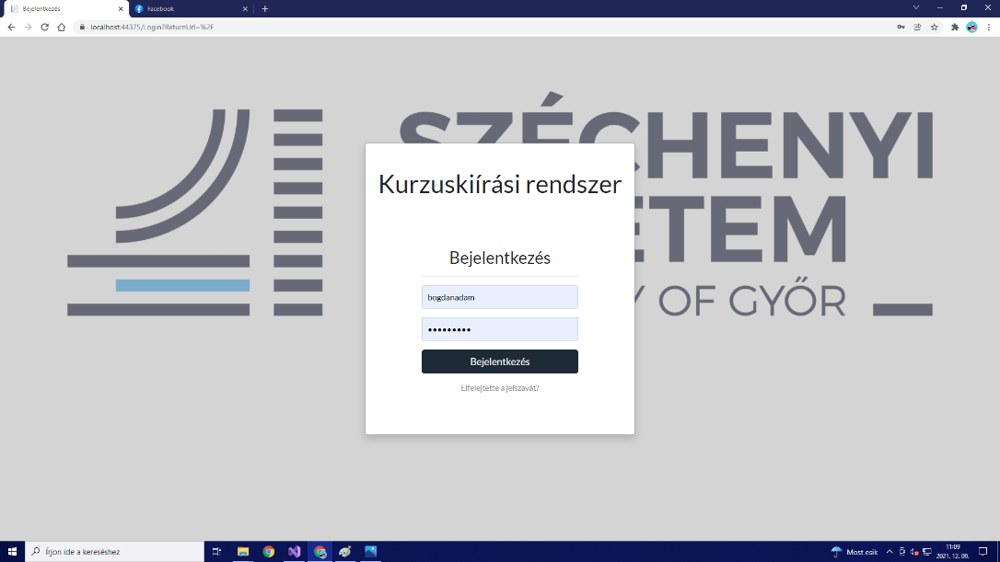 Bejelentkezés
Facebook
localhost:44375/Login?ReturnUrl=%2F
SZÉCHENYI
ETEM
Y OF GYŐR
Kurzuskiírási rendszer
Bejelentkezés
bogdanadam
•••••••••
Bejelentkezés
Elfelejtette a jelszavát?
Írjon ide a kereséshez
Most esik
11:09
2021. 12. 09.